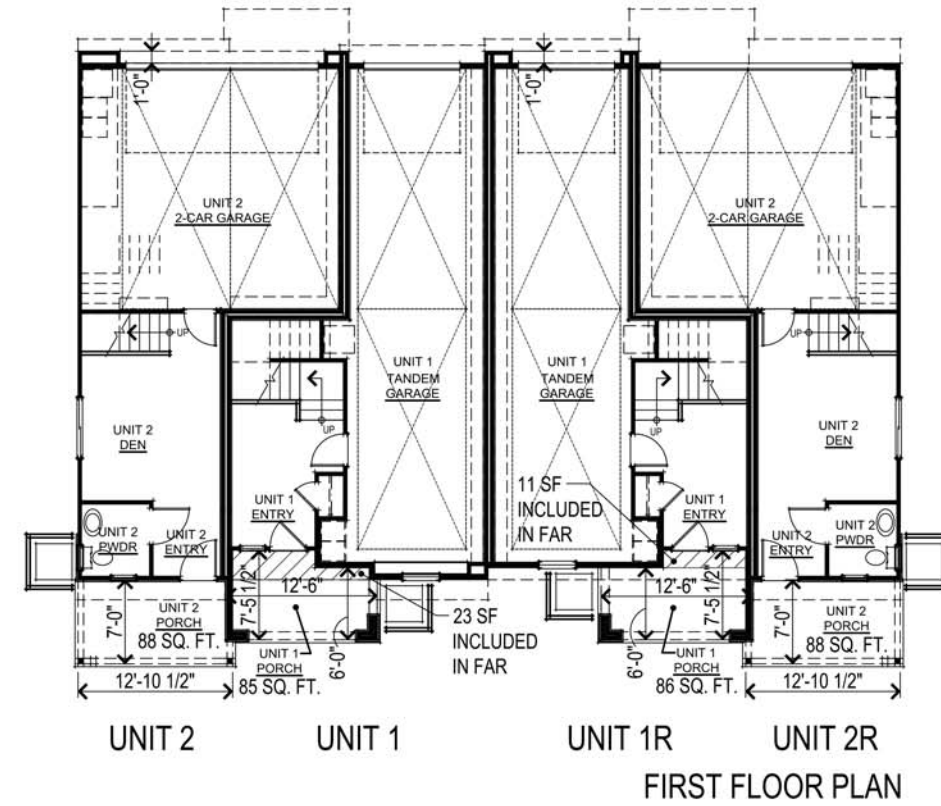 1'-0"
1'-0"
UNIT 2
2-CAR GARAGE
UNIT 2
2-CAR GARAGE
UP
UP
UNIT 1
TANDEM
GARAGE
UNIT 1
TANDEM
GARAGE
UP
UP
UNIT 2
DEN
UNIT 2
DEN
UNIT 1
ENTRY
11 SF
INCLUDED
IN FAR
UNIT 1
ENTRY
UNIT 2
PWDR
UNIT 2
ENTRY
UNIT 2
ENTRY
UNIT 2
PWDR
7'-0"
7'-5 1/2"
12'-6"
12'-6"
7'-5 1/2"
7'-0"
UNIT 2
PORCH
88 SQ. FT.
23 SF
INCLUDED
IN FAR
UNIT 2
PORCH
88 SQ. FT.
UNIT 1
PORCH
85 SQ. FT.
6'-0"
6'-0"
UNIT 1
PORCH
86 SQ. FT.
12'-10 1/2"
12'-10 1/2"
UNIT 2
UNIT 1
UNIT 1R
UNIT 2R
FIRST FLOOR PLAN